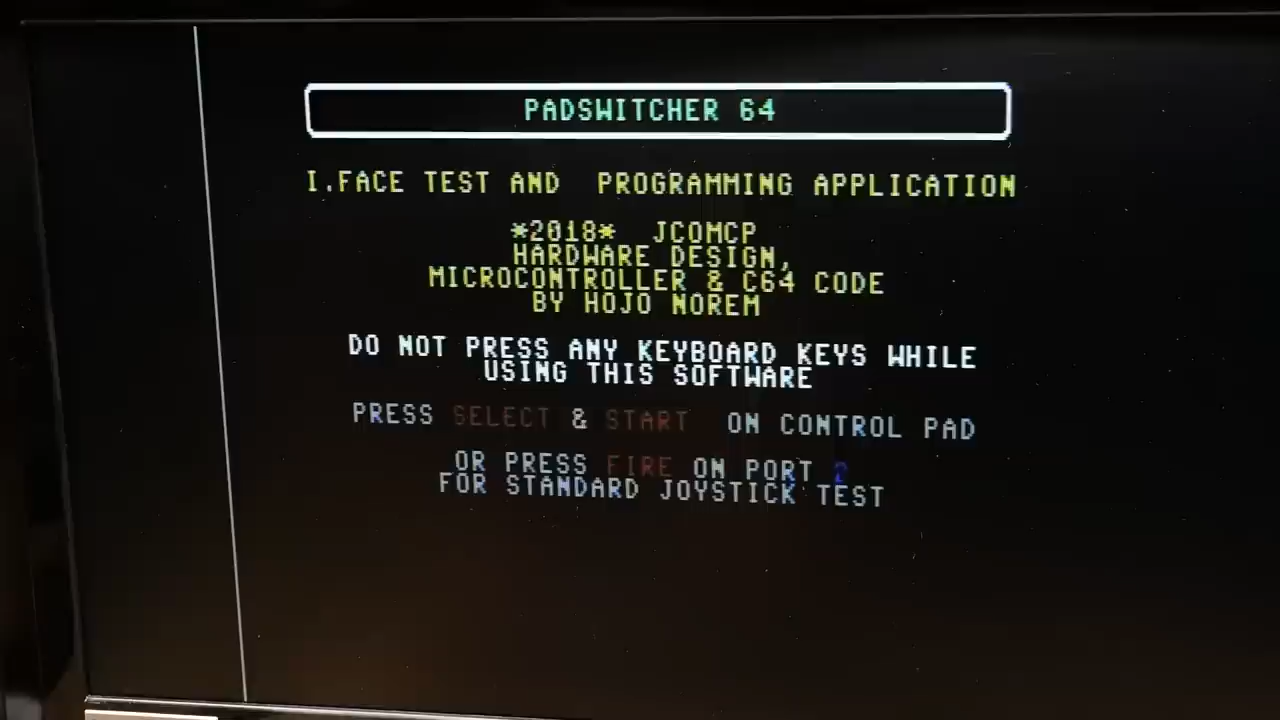 PADSWITCHER 64
I.FACE TEST AND PROGRAMMING APPLICATION
*2018* JCOMCP
HARDWARE DESIGN,
MICROCONTROLLER & C64 CODE
BY HOJO NOREM
DO NOT PRESS ANY KEYBOARD KEYS WHILE
USING THIS SOFTWARE
PRESS SELECT & START ON CONTROL PAD
OR PRESS FIRE ON PORT 2
FOR STANDARD JOYSTICK TEST